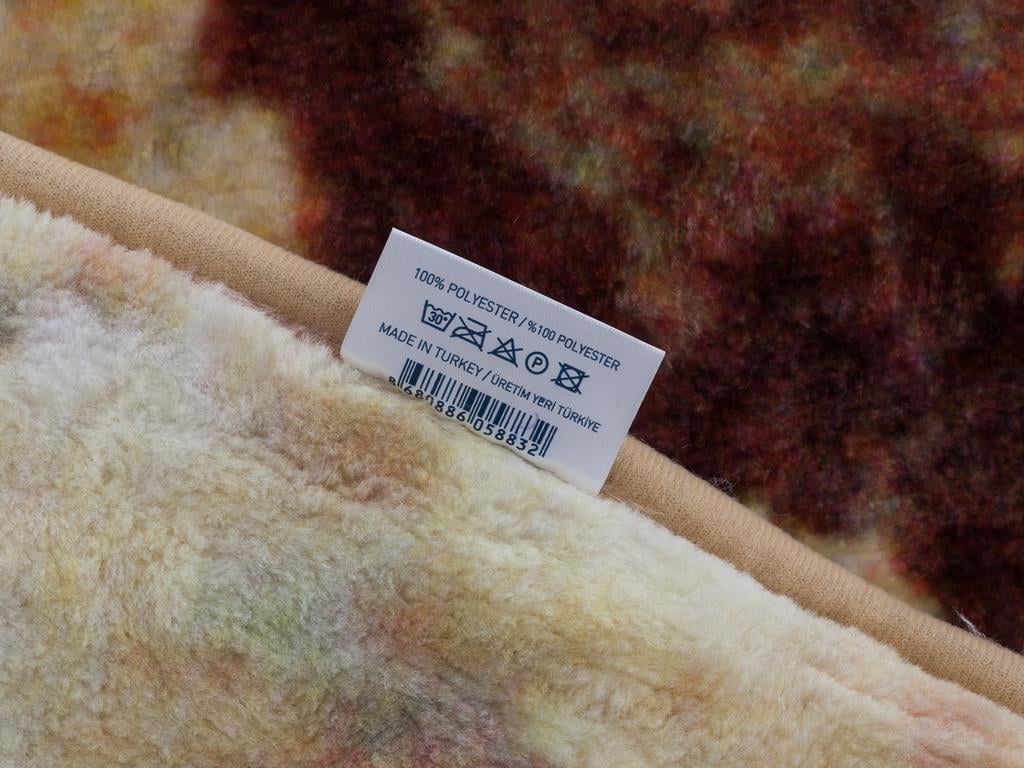 100% POLYESTER / %100 POLYESTER
30° P
MADE IN TURKEY / ÜRETİM YERİ TÜRKİYE
8 680886 058832